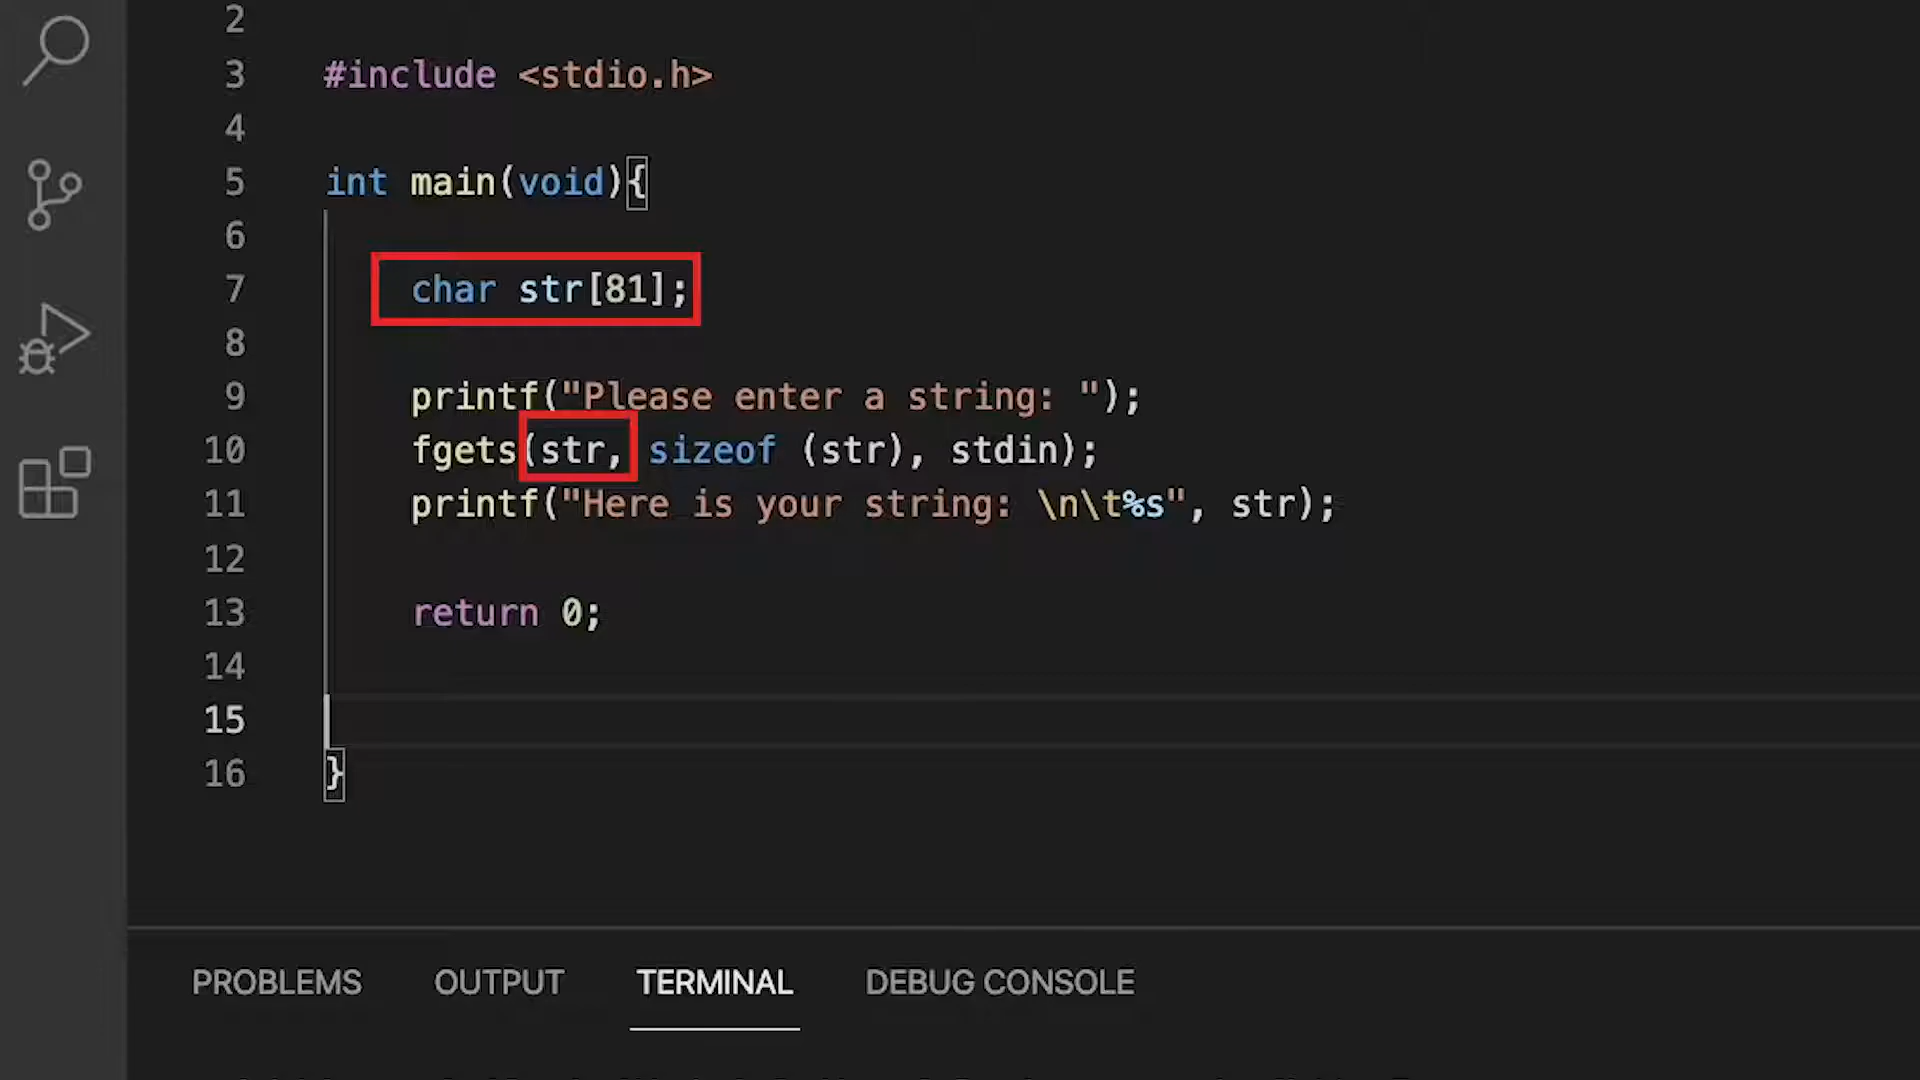 2
3 #include <stdio.h>
4
5 int main(void){
6
7 char str[81];
8
9 printf("Please enter a string: ");
10 fgets(str, sizeof (str), stdin);
11 printf("Here is your string: \n\t%s", str);
12
13 return 0;
14
15
16 }
PROBLEMS OUTPUT TERMINAL DEBUG CONSOLE